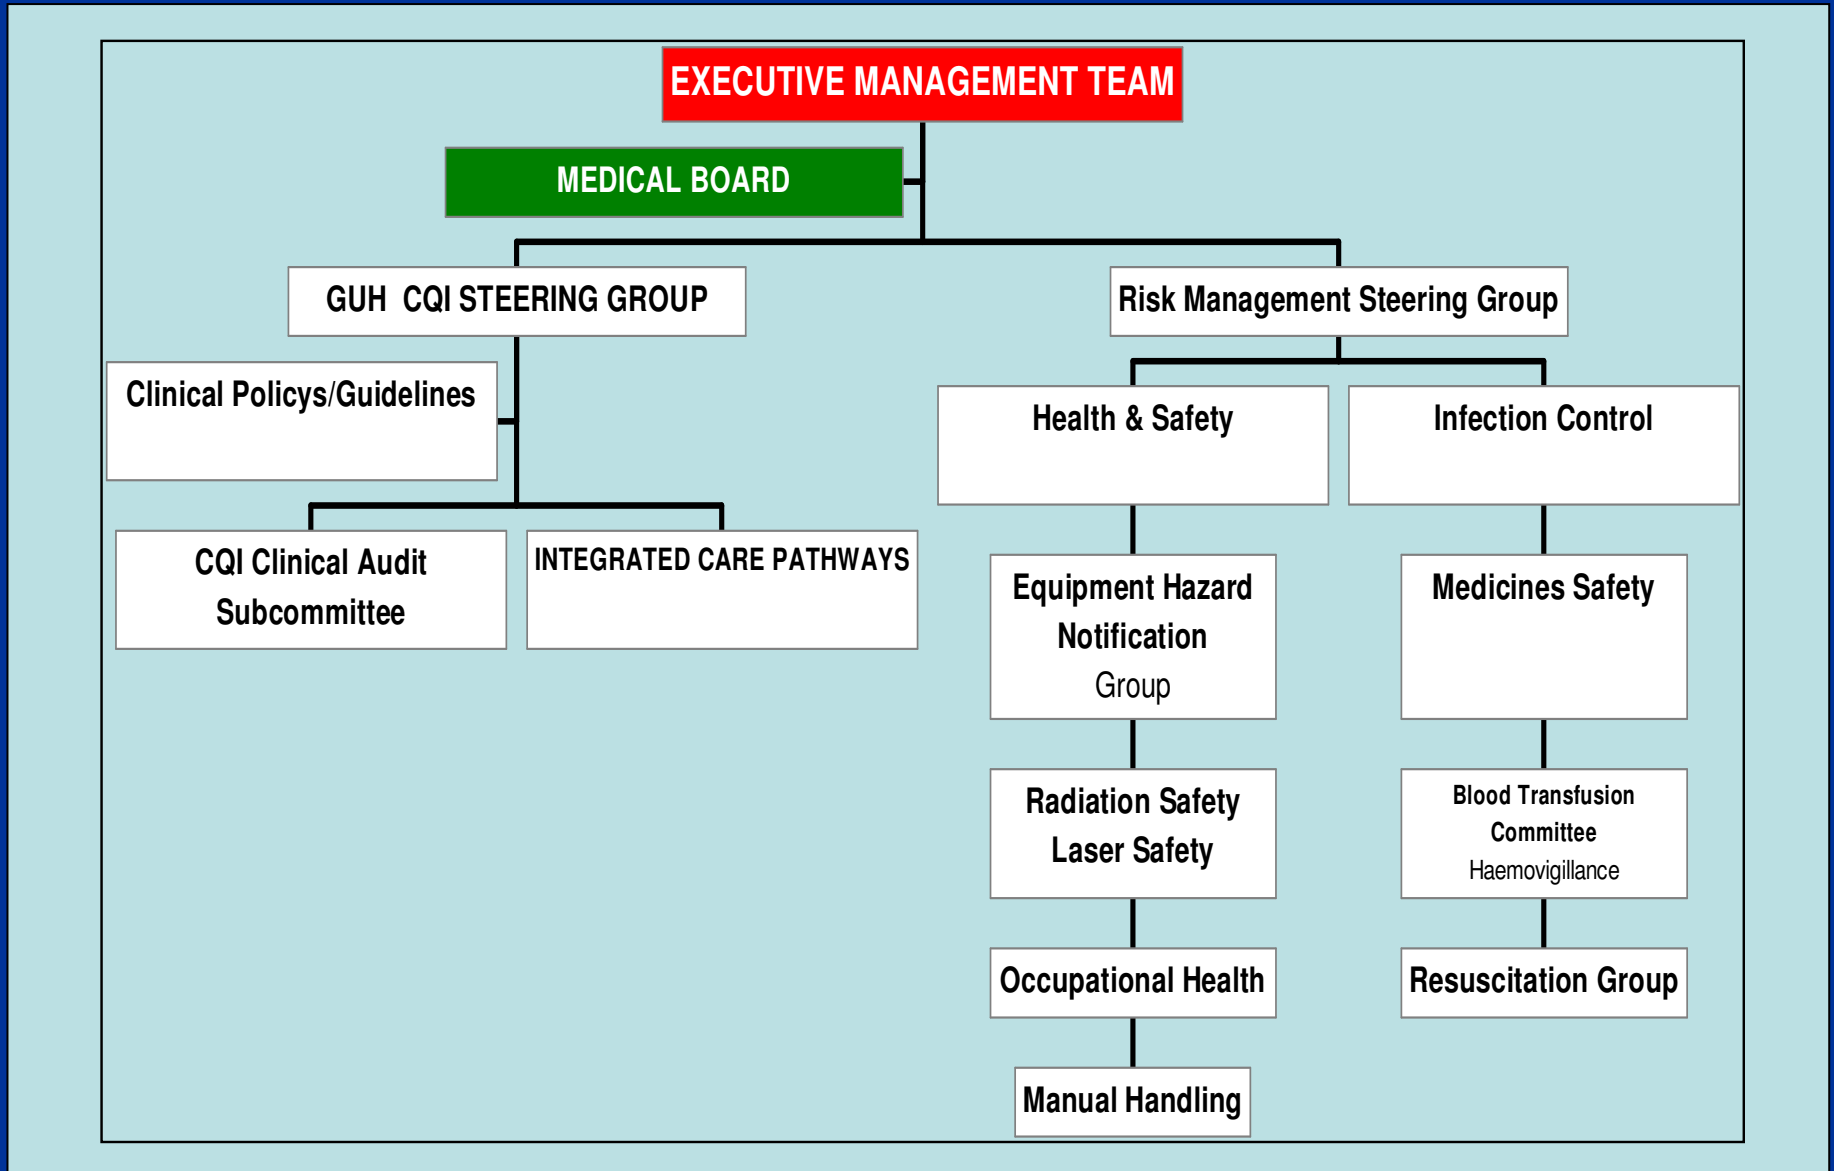 EXECUTIVE MANAGEMENT TEAM
MEDICAL BOARD
GUH CQI STEERING GROUP
Risk Management Steering Group
Clinical Policys/Guidelines
Health & Safety
Infection Control
CQI Clinical Audit
Subcommittee
INTEGRATED CARE PATHWAYS
Equipment Hazard
Notification
Group
Medicines Safety
Radiation Safety
Laser Safety
Blood Transfusion
Committee
Haemovigillance
Occupational Health
Resuscitation Group
Manual Handling